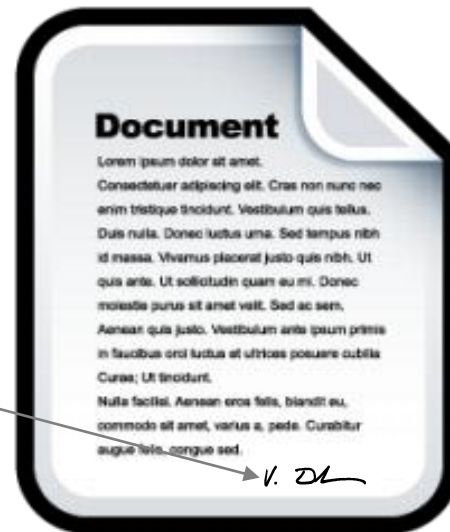 Document
Lorem ipsum dolor sit amet.
Consectetuer adipiscing elit. Cras non nunc nec
enim tristique tincidunt. Vestibulum quis tellus.
Duis nulla. Donec luctus urna. Sed tempus nibh
id massa. Vivamus placerat justo quis nibh. Ut
quis ante. Ut sollicitudin quam eu mi. Donec
molestie purus sit amet velit. Sed ac sem.
Aenean quis justo. Vestibulum ante ipsum primis
in faucibus orci luctus et ultrices posuere cubilia
Curae; Ut tincidunt.
Nulla facilisi. Aenean eros felis, blandit eu,
commodo sit amet, varius a, pede. Curabitur
augue felis, congue sed.
V.